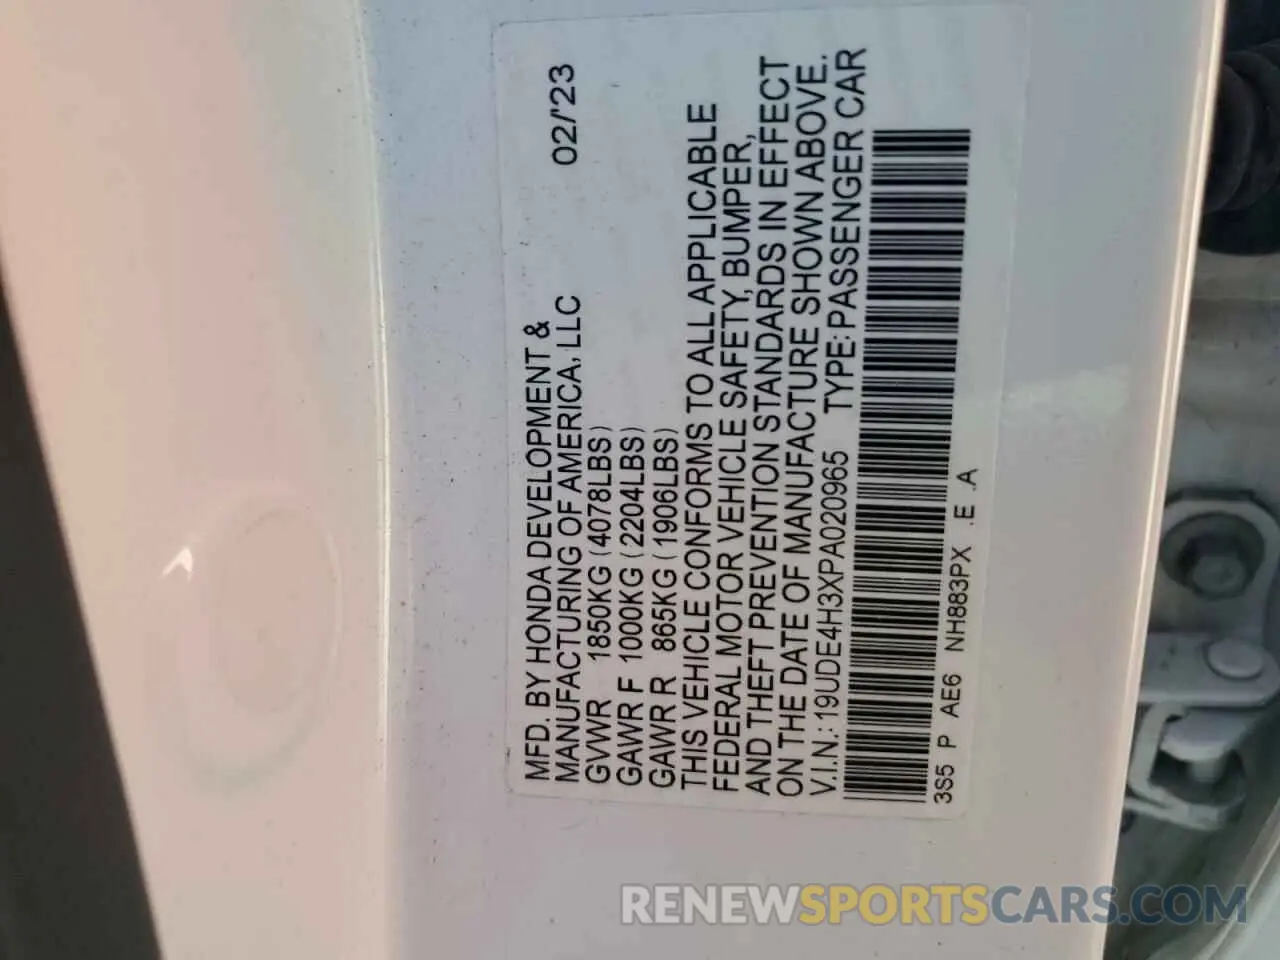 MFD. BY HONDA DEVELOPMENT &
MANUFACTURING OF AMERICA, LLC 02/'23
GVWR 1850KG (4078LBS)
GAWR F 1000KG (2204LBS)
GAWR R 865KG (1906LBS)
THIS VEHICLE CONFORMS TO ALL APPLICABLE
FEDERAL MOTOR VEHICLE SAFETY, BUMPER,
AND THEFT PREVENTION STANDARDS IN EFFECT
ON THE DATE OF MANUFACTURE SHOWN ABOVE.
V.I.N.: 19UDE4H3XPA020965 TYPE: PASSENGER CAR
3S5 P AE6 NH883PX .E .A
RENEWSPORTSCARS.COM